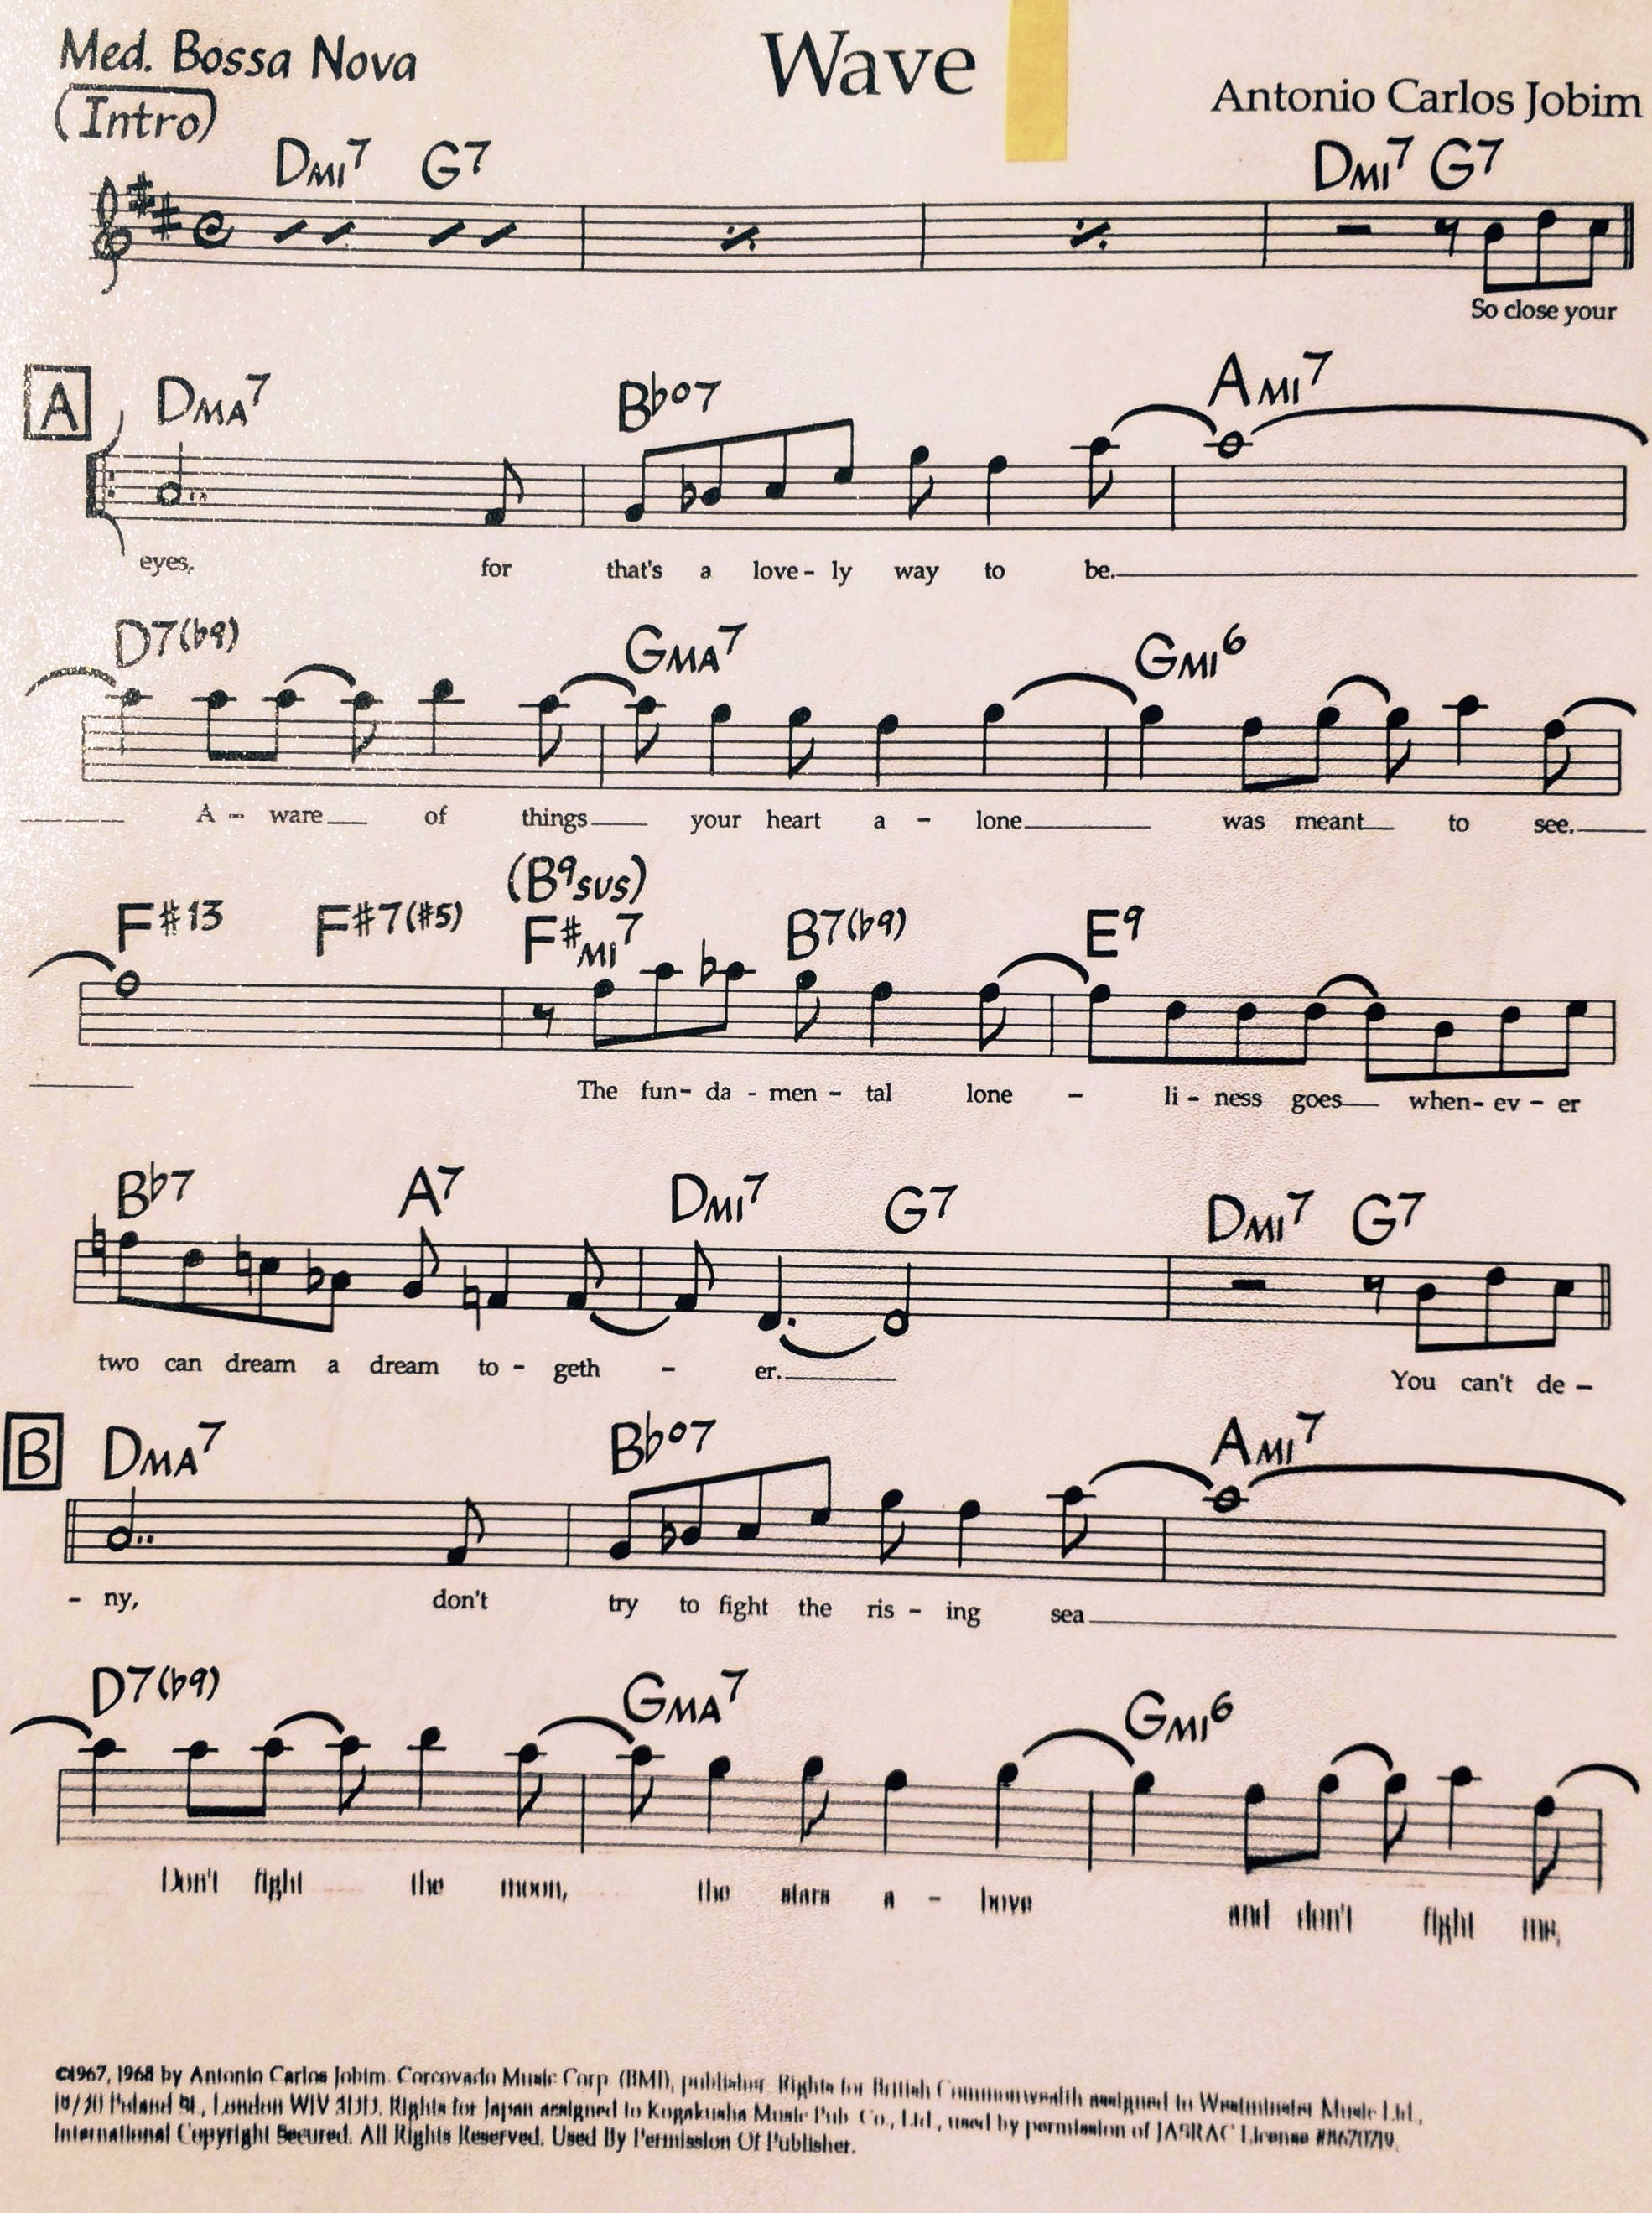 Med. Bossa Nova
Wave
(Intro)
Antonio Carlos Jobim
DMI7 G7 DMI7 G7
So close your
A DMA7 Bb°7 AMI7
eyes, for that's a love - ly way to be.
D7(b9) GMA7 GMI6
A - ware of things your heart a - lone was meant to see.
(B9SUS)
F#13 F#7(#5) F#MI7 B7(b9) E9
The fun - da - men - tal lone - li - ness goes when - ev - er
Bb7 A7 DMI7 G7 DMI7 G7
two can dream a dream to - geth - er. You can't de -
B DMA7 Bb°7 AMI7
- ny, don't try to fight the ris - ing sea
D7(b9) GMA7 GMI6
Don't fight the moon, the stars a - bove and don't fight me,
©1967, 1968 by Antonio Carlos Jobim. Corcovado Music Corp. (BMI), publisher. Rights for British Commonwealth assigned to Westminster Music Ltd.,
Poland St., London WIV 3DD. Rights for Japan assigned to Kogakusha Music Pub. Co., Ltd., used by permission of JASRAC License
International Copyright Secured. All Rights Reserved. Used By Permission Of Publisher.